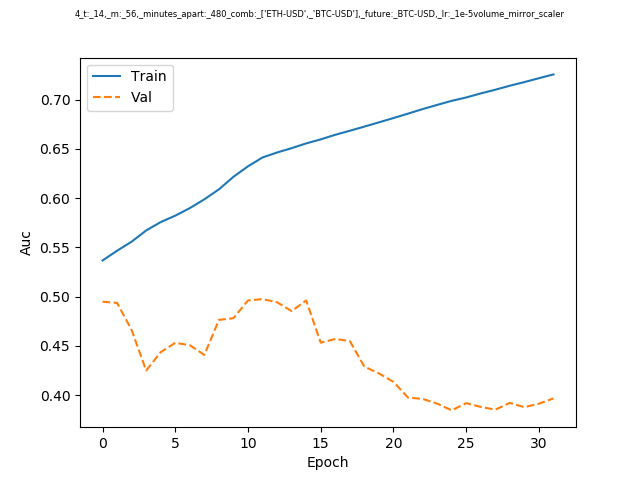 4_t:_14,_m:_56,_minutes_apart:_480_comb:_['ETH-USD',_'BTC-USD'],_future:_BTC-USD,_lr:_1e-5volume_mirror_scaler
Train
Val
0.70
0.65
0.60
0.55
0.50
0.45
0.40
Auc
0 5 10 15 20 25 30
Epoch